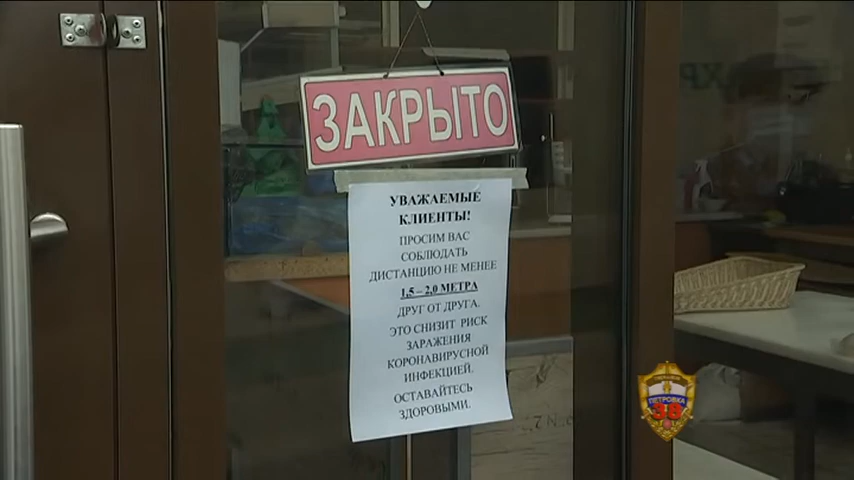 ЗАКРЫТО
УВАЖАЕМЫЕ
КЛИЕНТЫ!
ПРОСИМ ВАС
СОБЛЮДАТЬ
ДИСТАНЦИЮ НЕ МЕНЕЕ
1,5 – 2,0 МЕТРА
ДРУГ ОТ ДРУГА.
ЭТО СНИЗИТ РИСК
ЗАРАЖЕНИЯ
КОРОНАВИРУСНОЙ
ИНФЕКЦИЕЙ.
ОСТАВАЙТЕСЬ
ЗДОРОВЫМИ.
ПЕТРОВКА
38